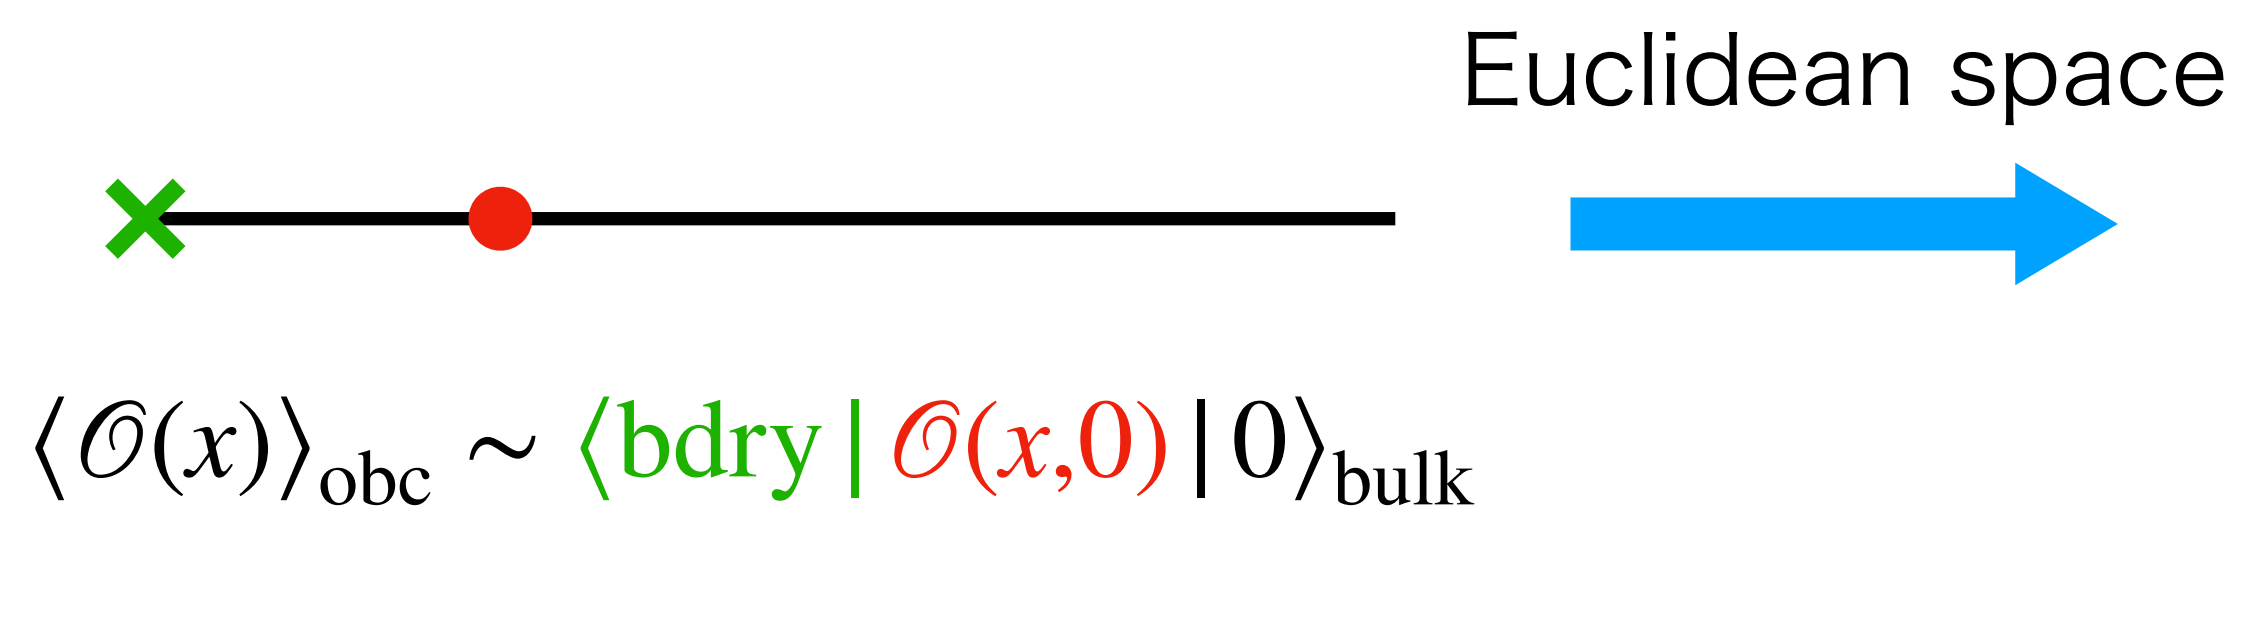 Euclidean space
⟨𝒪(x)⟩obc ~ ⟨bdry | 𝒪(x,0) | 0⟩bulk